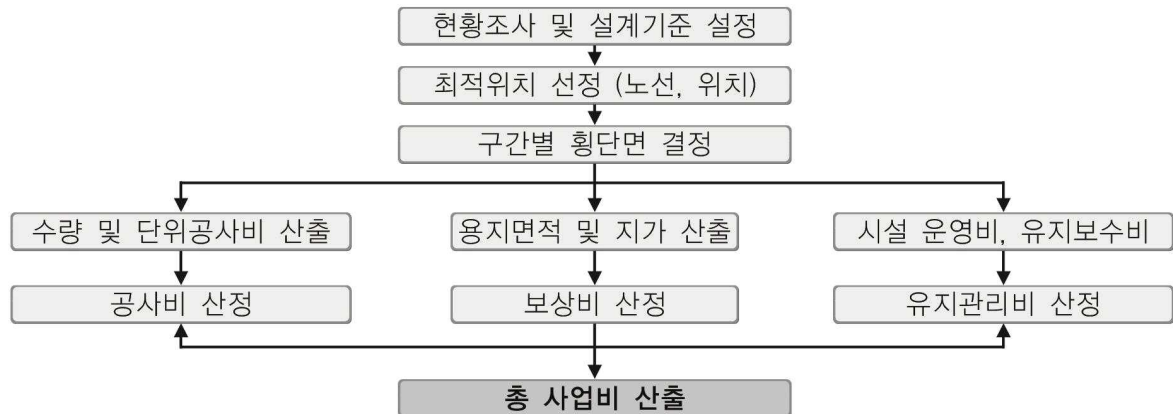 현황조사 및 설계기준 설정
최적위치 선정 (노선, 위치)
구간별 횡단면 결정
수량 및 단위공사비 산출
용지면적 및 지가 산출
시설 운영비, 유지보수비
공사비 산정
보상비 산정
유지관리비 산정
총 사업비 산출